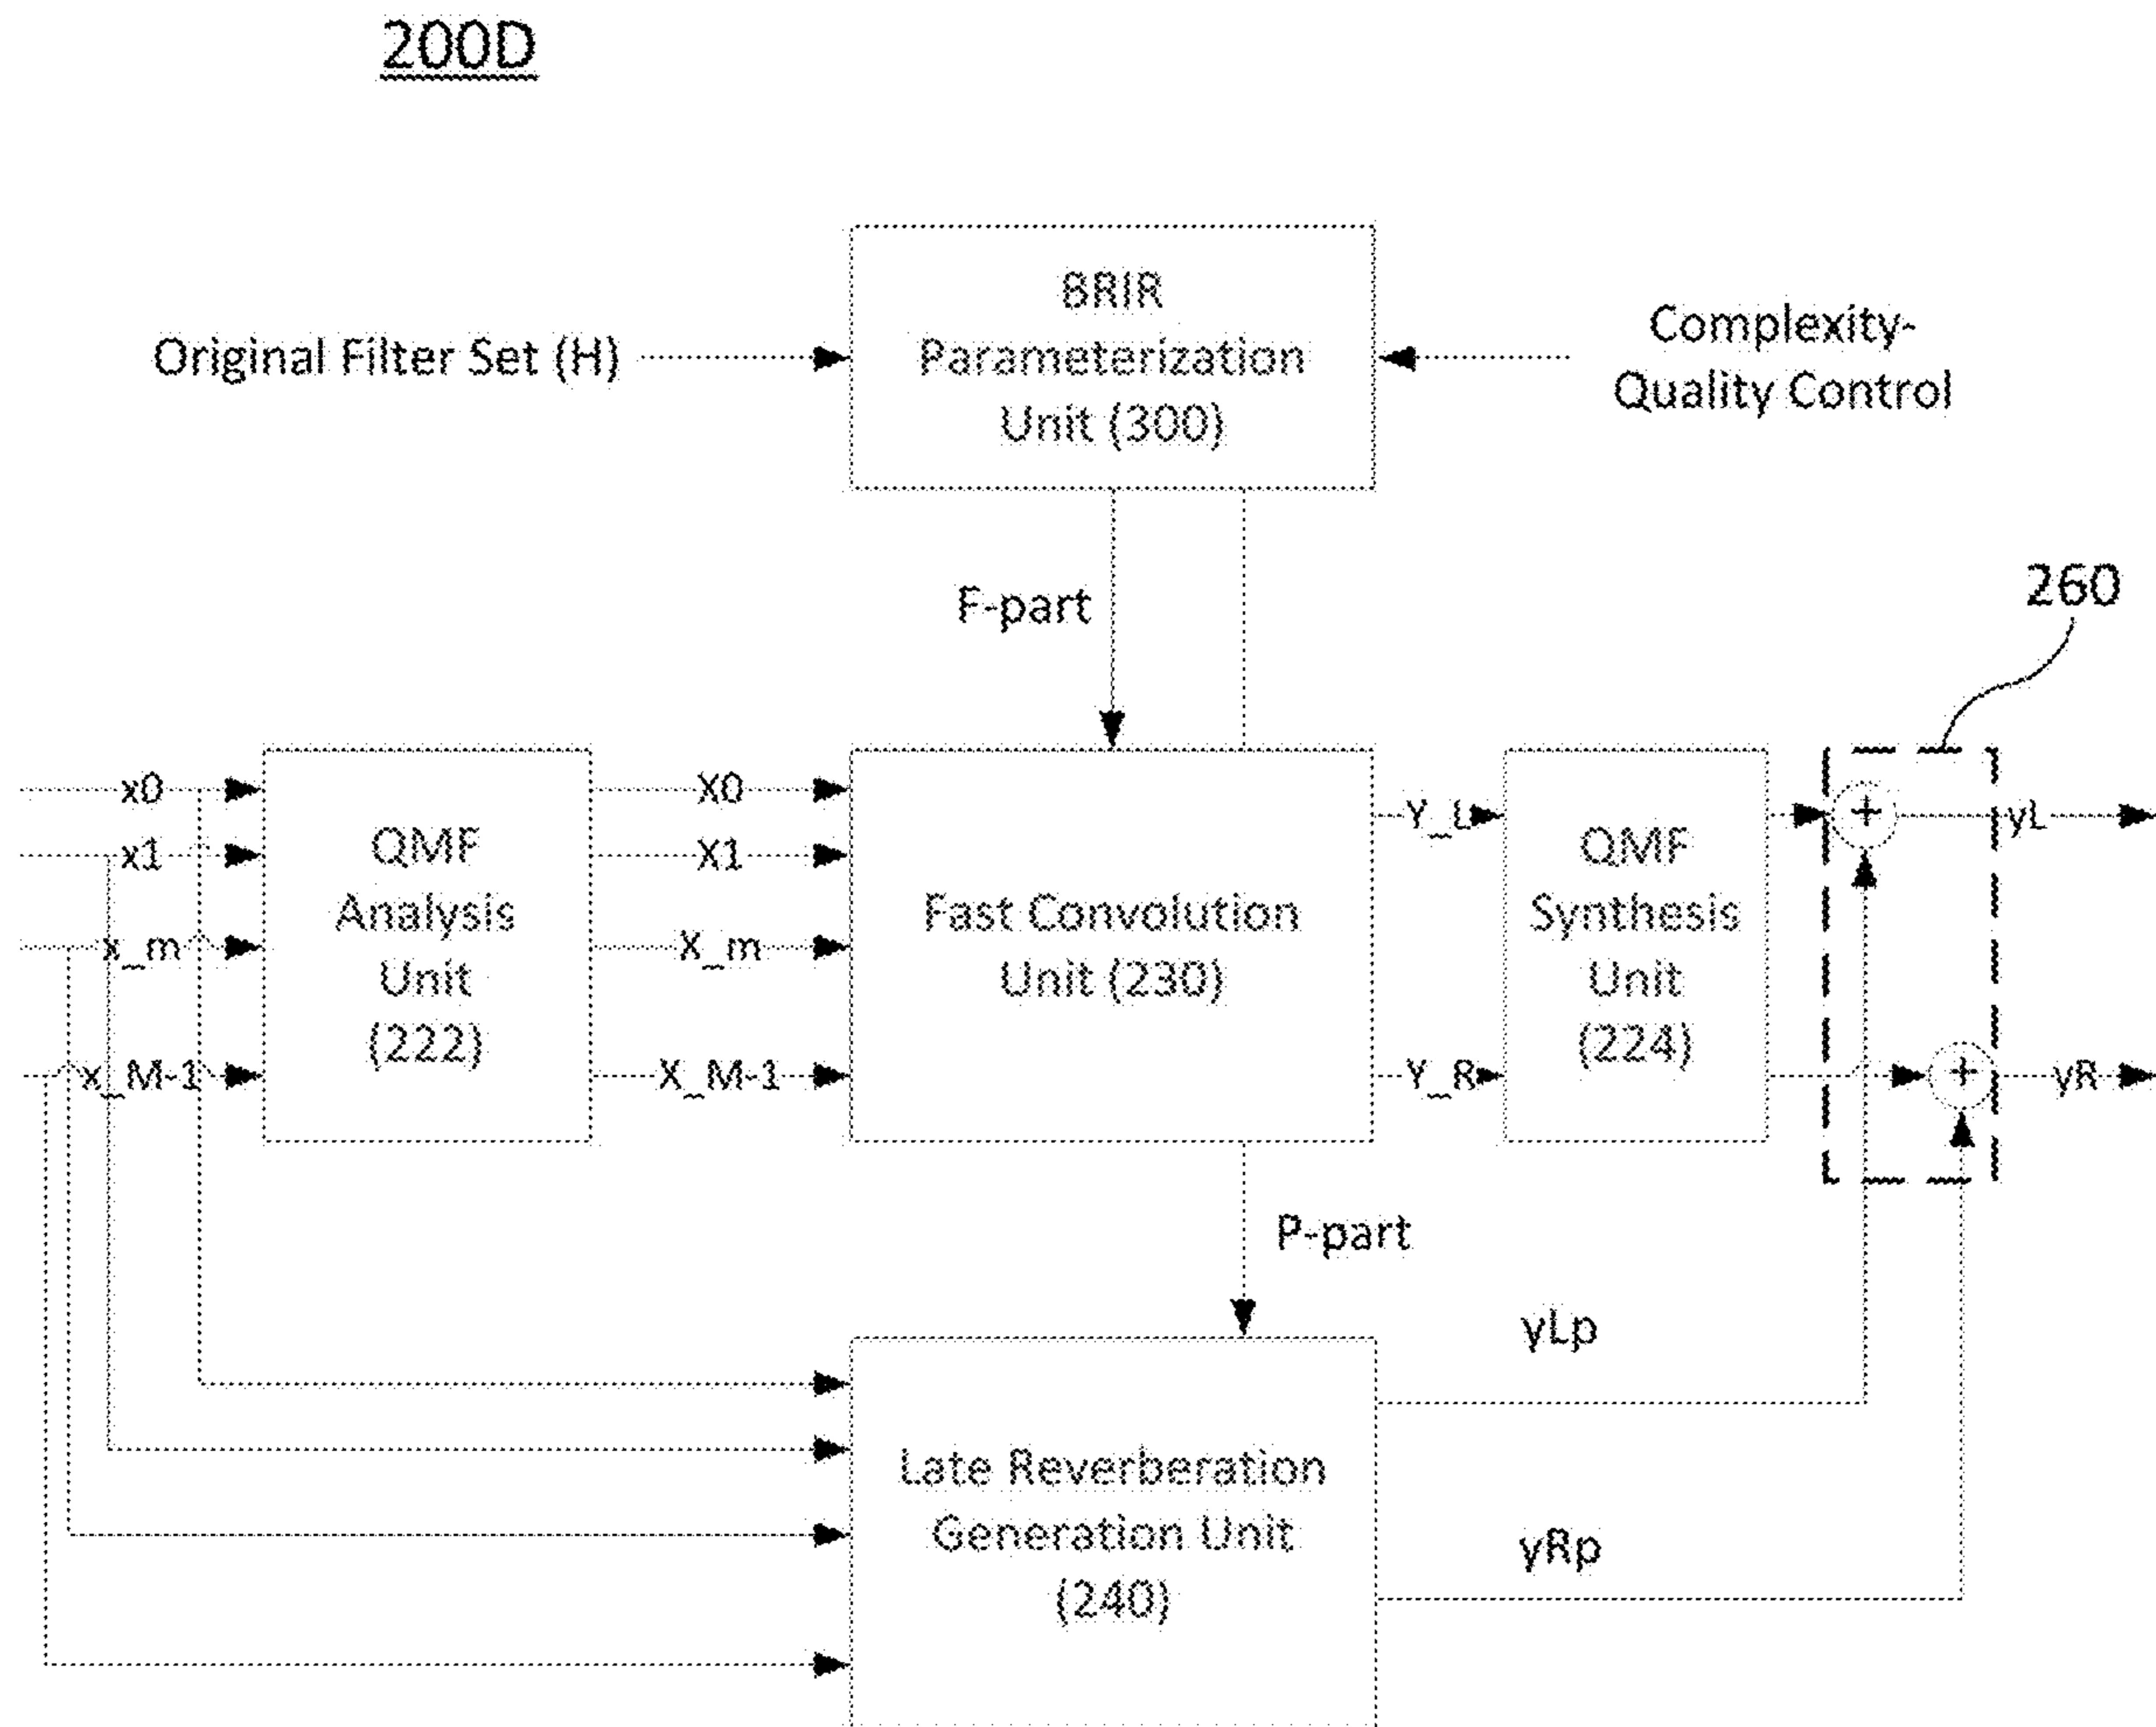 200D
BRIR
Parameterization
Unit (300)
Original Filter Set (H)
Complexity-
Quality Control
F-part
260
x0
x1
x_m
x_M-1
QMF
Analysis
Unit
(222)
X0
X1
X_m
X_M-1
Fast Convolution
Unit (230)
Y_L
Y_R
QMF
Synthesis
Unit
(224)
+
+
yL
yR
P-part
yLp
yRp
Late Reverberation
Generation Unit
(240)